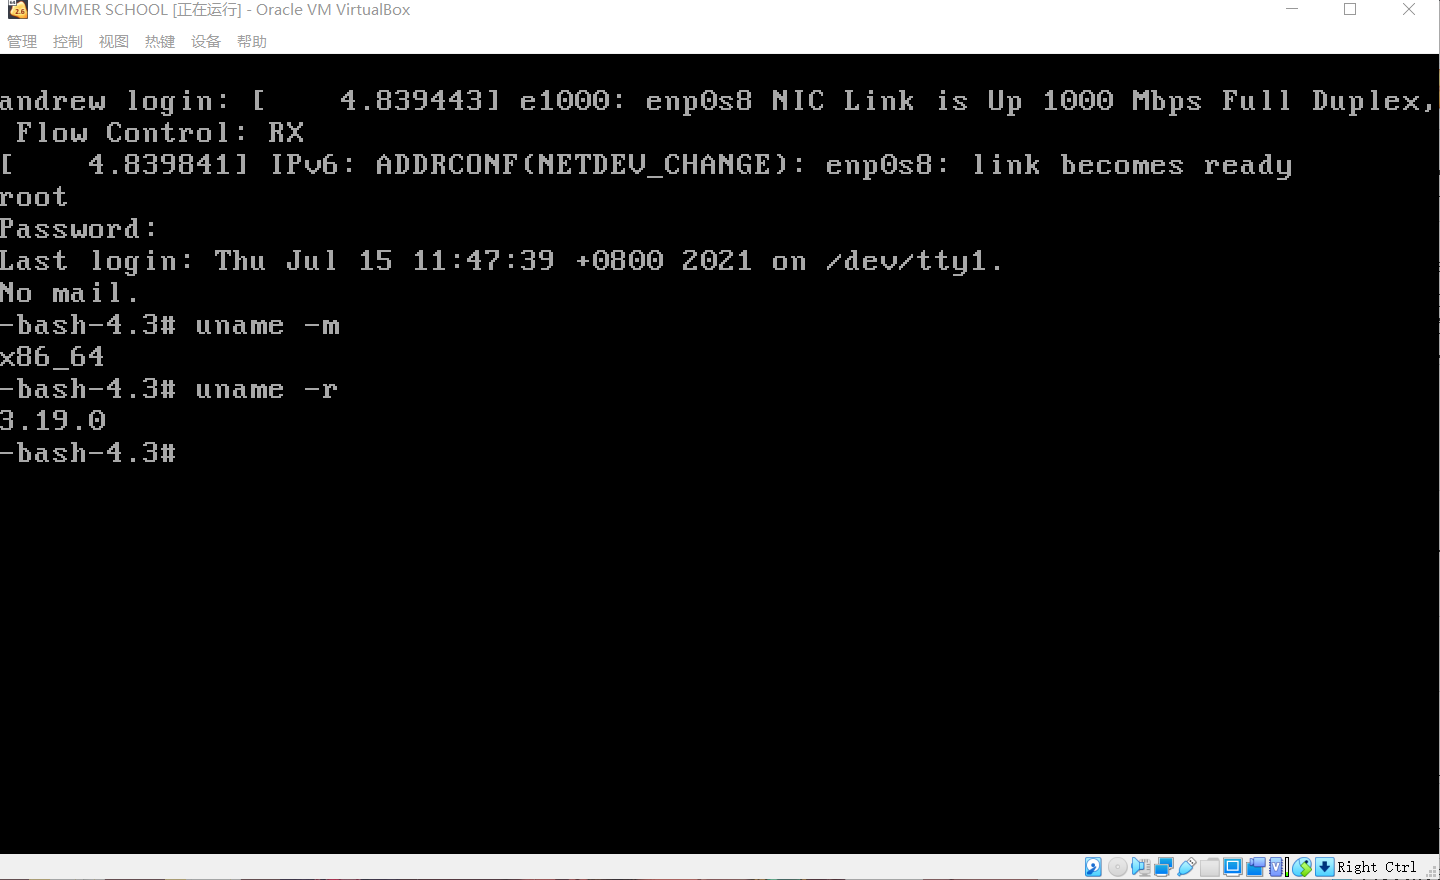 SUMMER SCHOOL [正在运行] - Oracle VM VirtualBox
管理 控制 视图 热键 设备 帮助
andrew login: [    4.839443] e1000: enp0s8 NIC Link is Up 1000 Mbps Full Duplex,
 Flow Control: RX
[    4.839841] IPv6: ADDRCONF(NETDEV_CHANGE): enp0s8: link becomes ready
root
Password:
Last login: Thu Jul 15 11:47:39 +0800 2021 on /dev/tty1.
No mail.
-bash-4.3# uname -m
x86_64
-bash-4.3# uname -r
3.19.0
-bash-4.3#
Right Ctrl